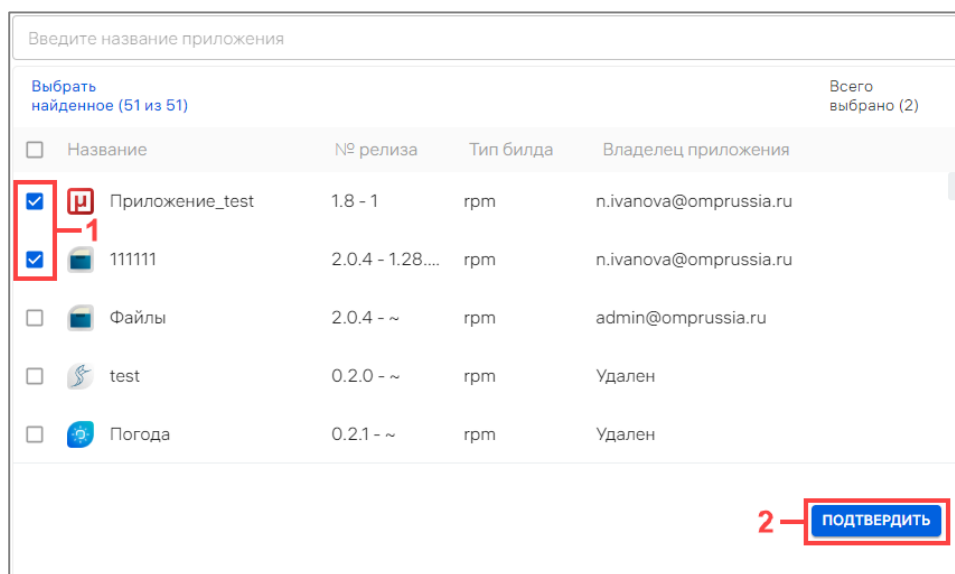 Введите название приложения
Выбрать
найденное (51 из 51)
Всего
выбрано (2)
Название № релиза Тип билда Владелец приложения
µ Приложение_test 1.8 - 1 rpm n.ivanova@omprussia.ru
1
111111 2.0.4 - 1.28.... rpm n.ivanova@omprussia.ru
Файлы 2.0.4 - ~ rpm admin@omprussia.ru
test 0.2.0 - ~ rpm Удален
Погода 0.2.1 - ~ rpm Удален
2 ПОДТВЕРДИТЬ